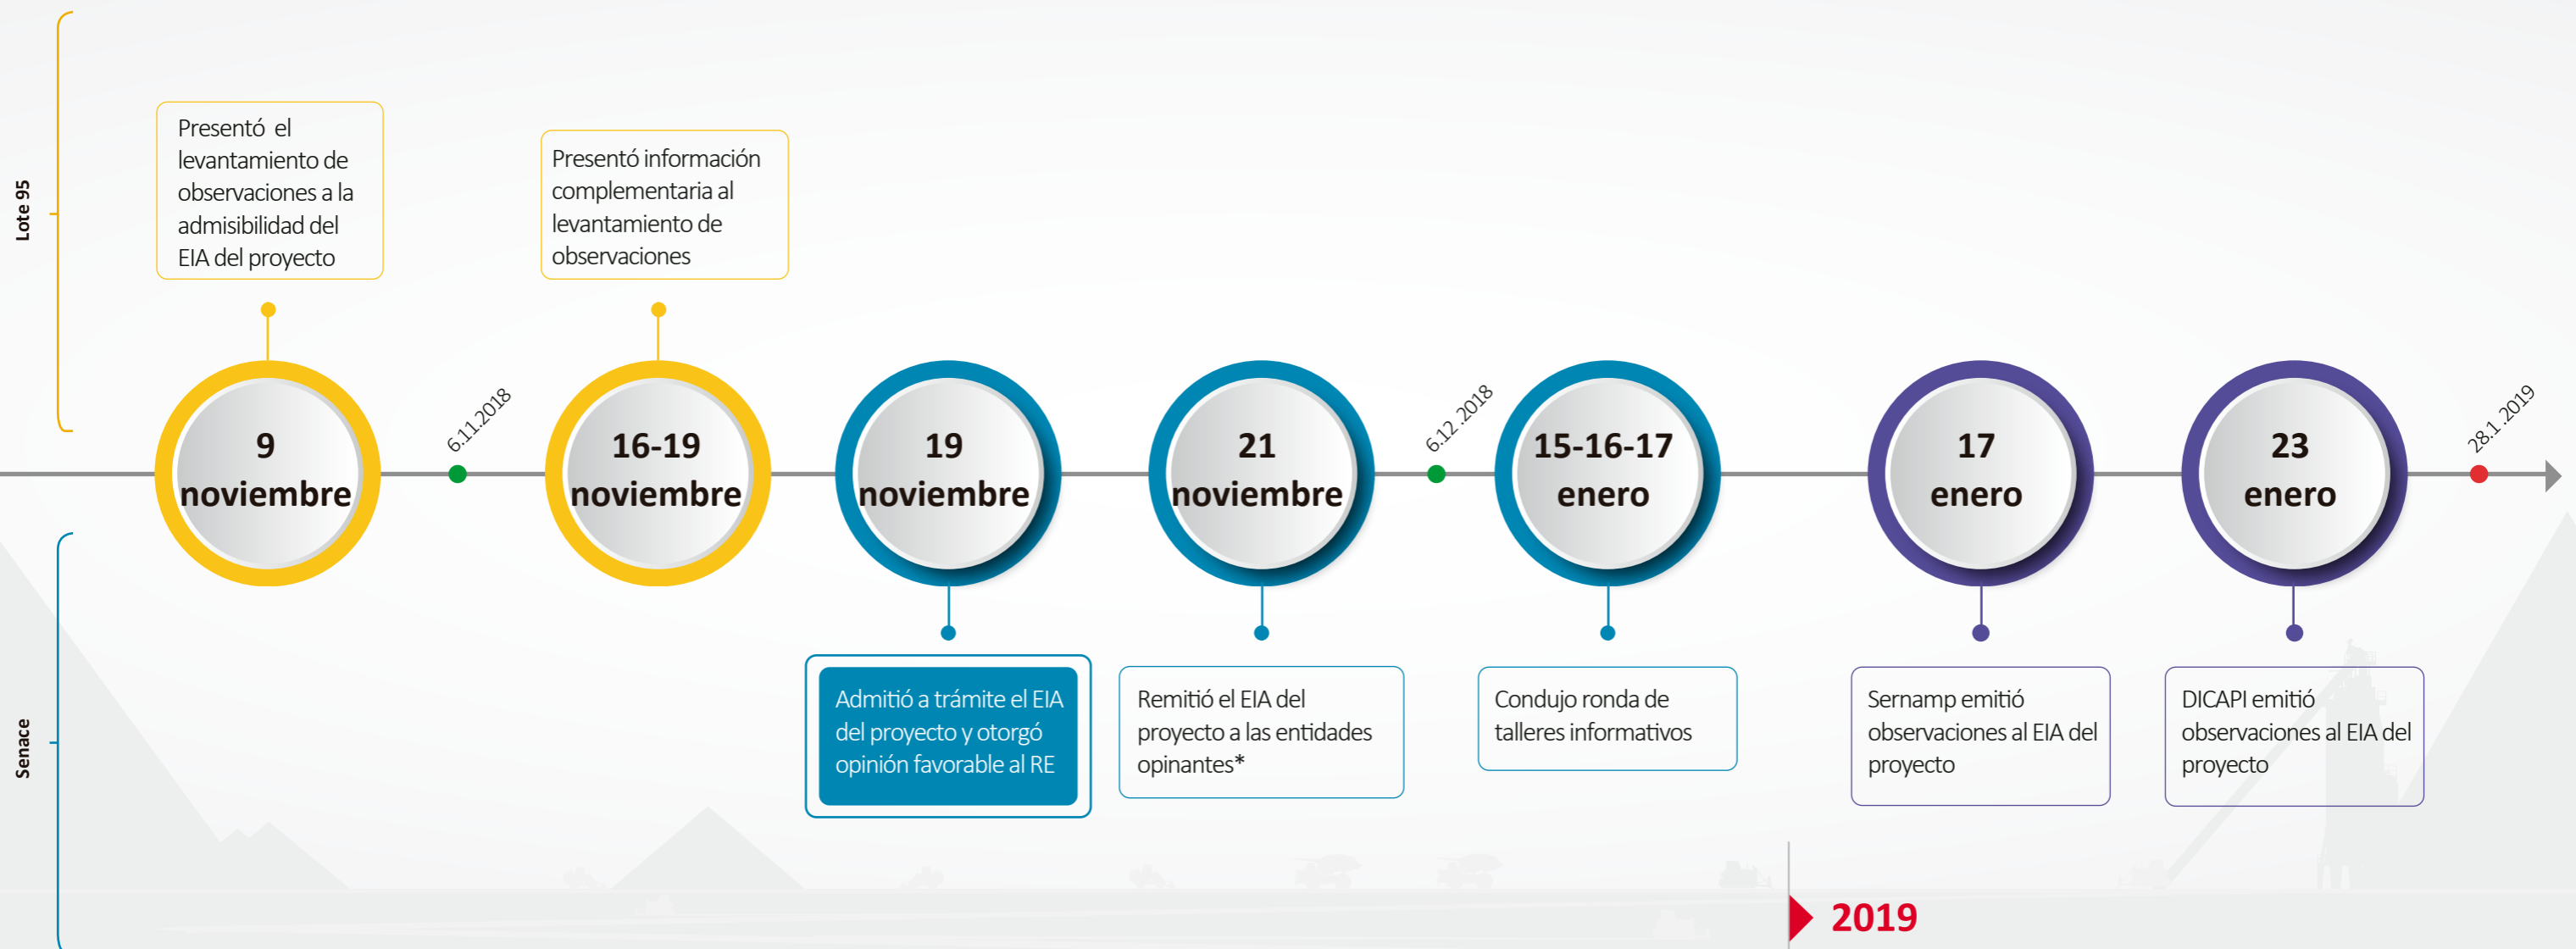 Lote 95
Presentó el
levantamiento de
observaciones a la
admisibilidad del
EIA del proyecto
Presentó información
complementaria al
levantamiento de
observaciones
9
noviembre
6.11.2018
16-19
noviembre
19
noviembre
21
noviembre
6.12 .2018
15-16-17
enero
17
enero
23
enero
28.1 .2019
Senace
Admitió a trámite el EIA
del proyecto y otorgó
opinión favorable al RE
Remitió el EIA del
proyecto a las entidades
opinantes*
Condujo ronda de
talleres informativos
Sernamp emitió
observaciones al EIA del
proyecto
DICAPI emitió
observaciones al EIA del
proyecto
2019